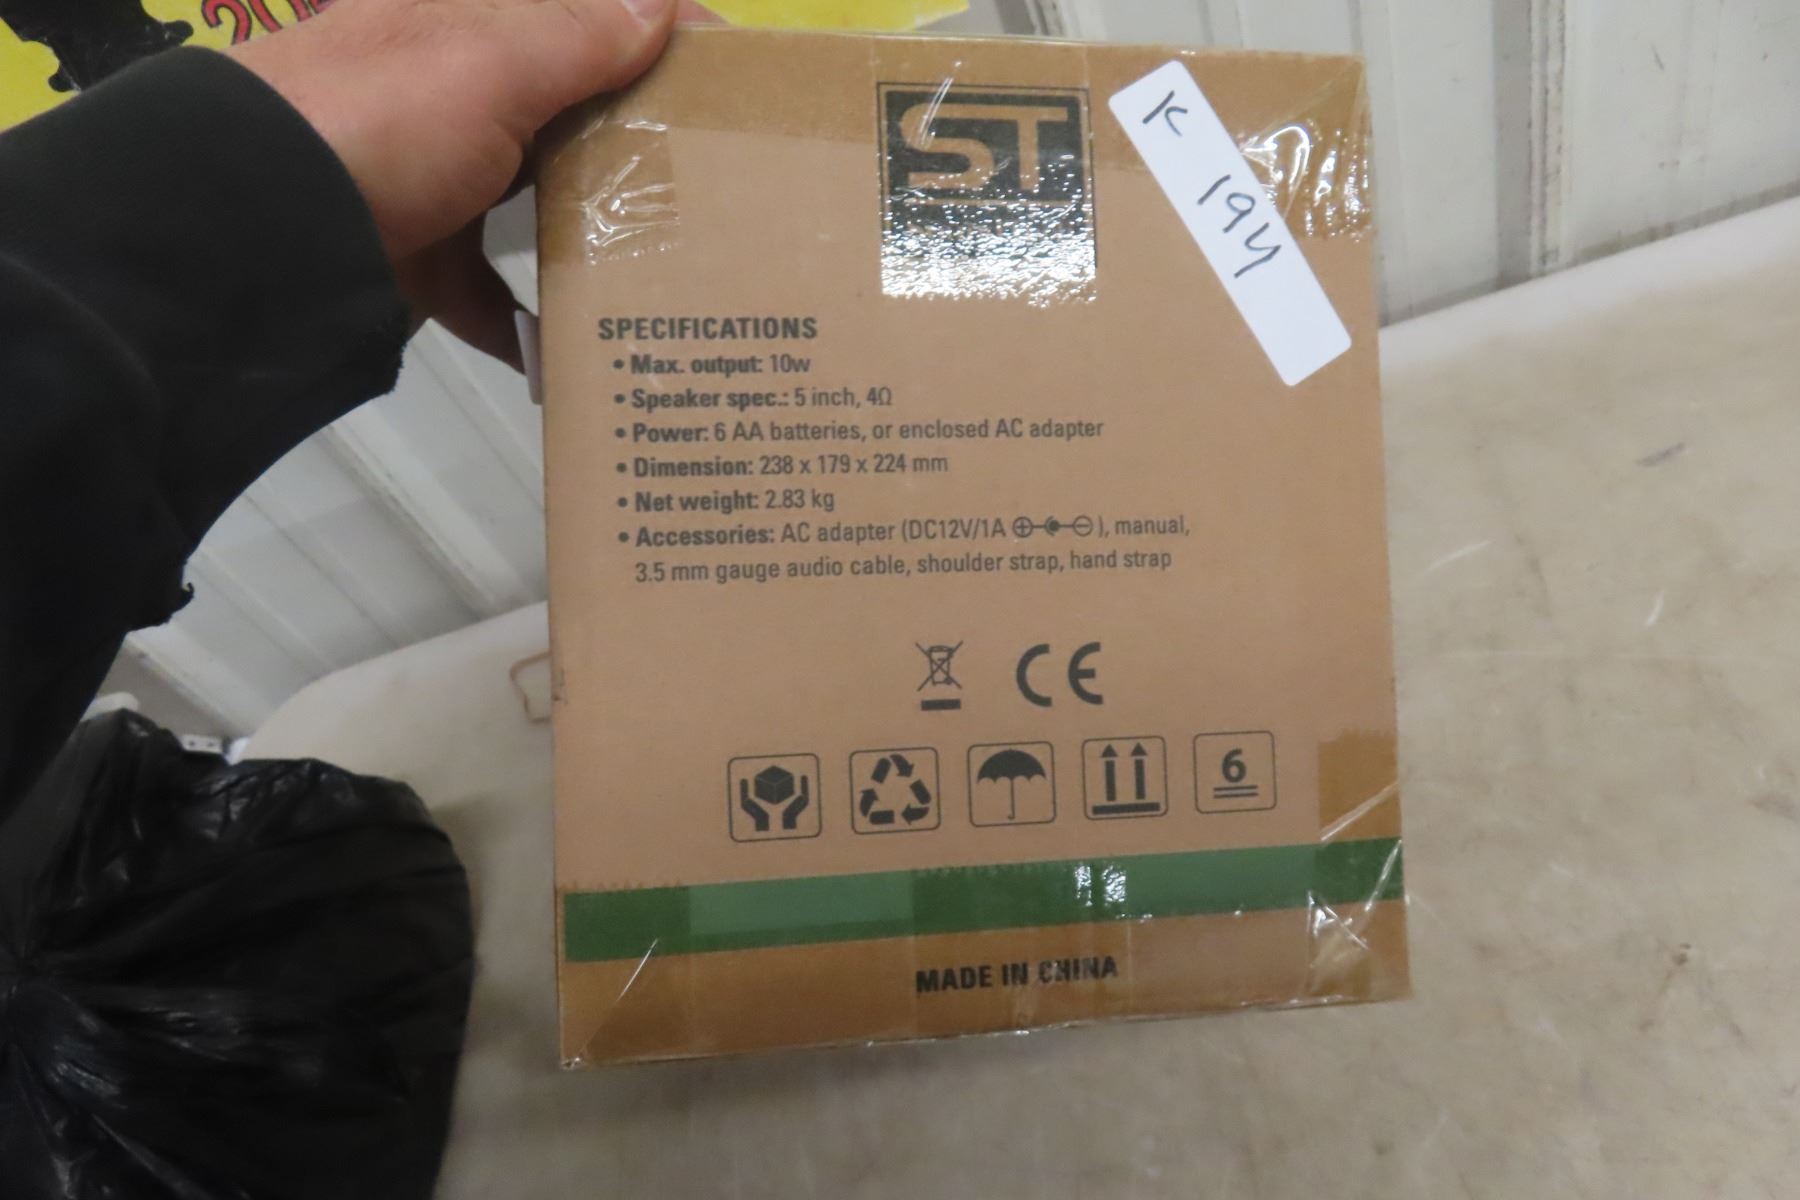 ST
K 194
SPECIFICATIONS
• Max. output: 10w
• Speaker spec.: 5 inch, 4Ω
• Power: 6 AA batteries, or enclosed AC adapter
• Dimension: 238 x 179 x 224 mm
• Net weight: 2.83 kg
• Accessories: AC adapter (DC12V/1A ), manual,
3.5 mm gauge audio cable, shoulder strap, hand strap
CE
6
MADE IN CHINA